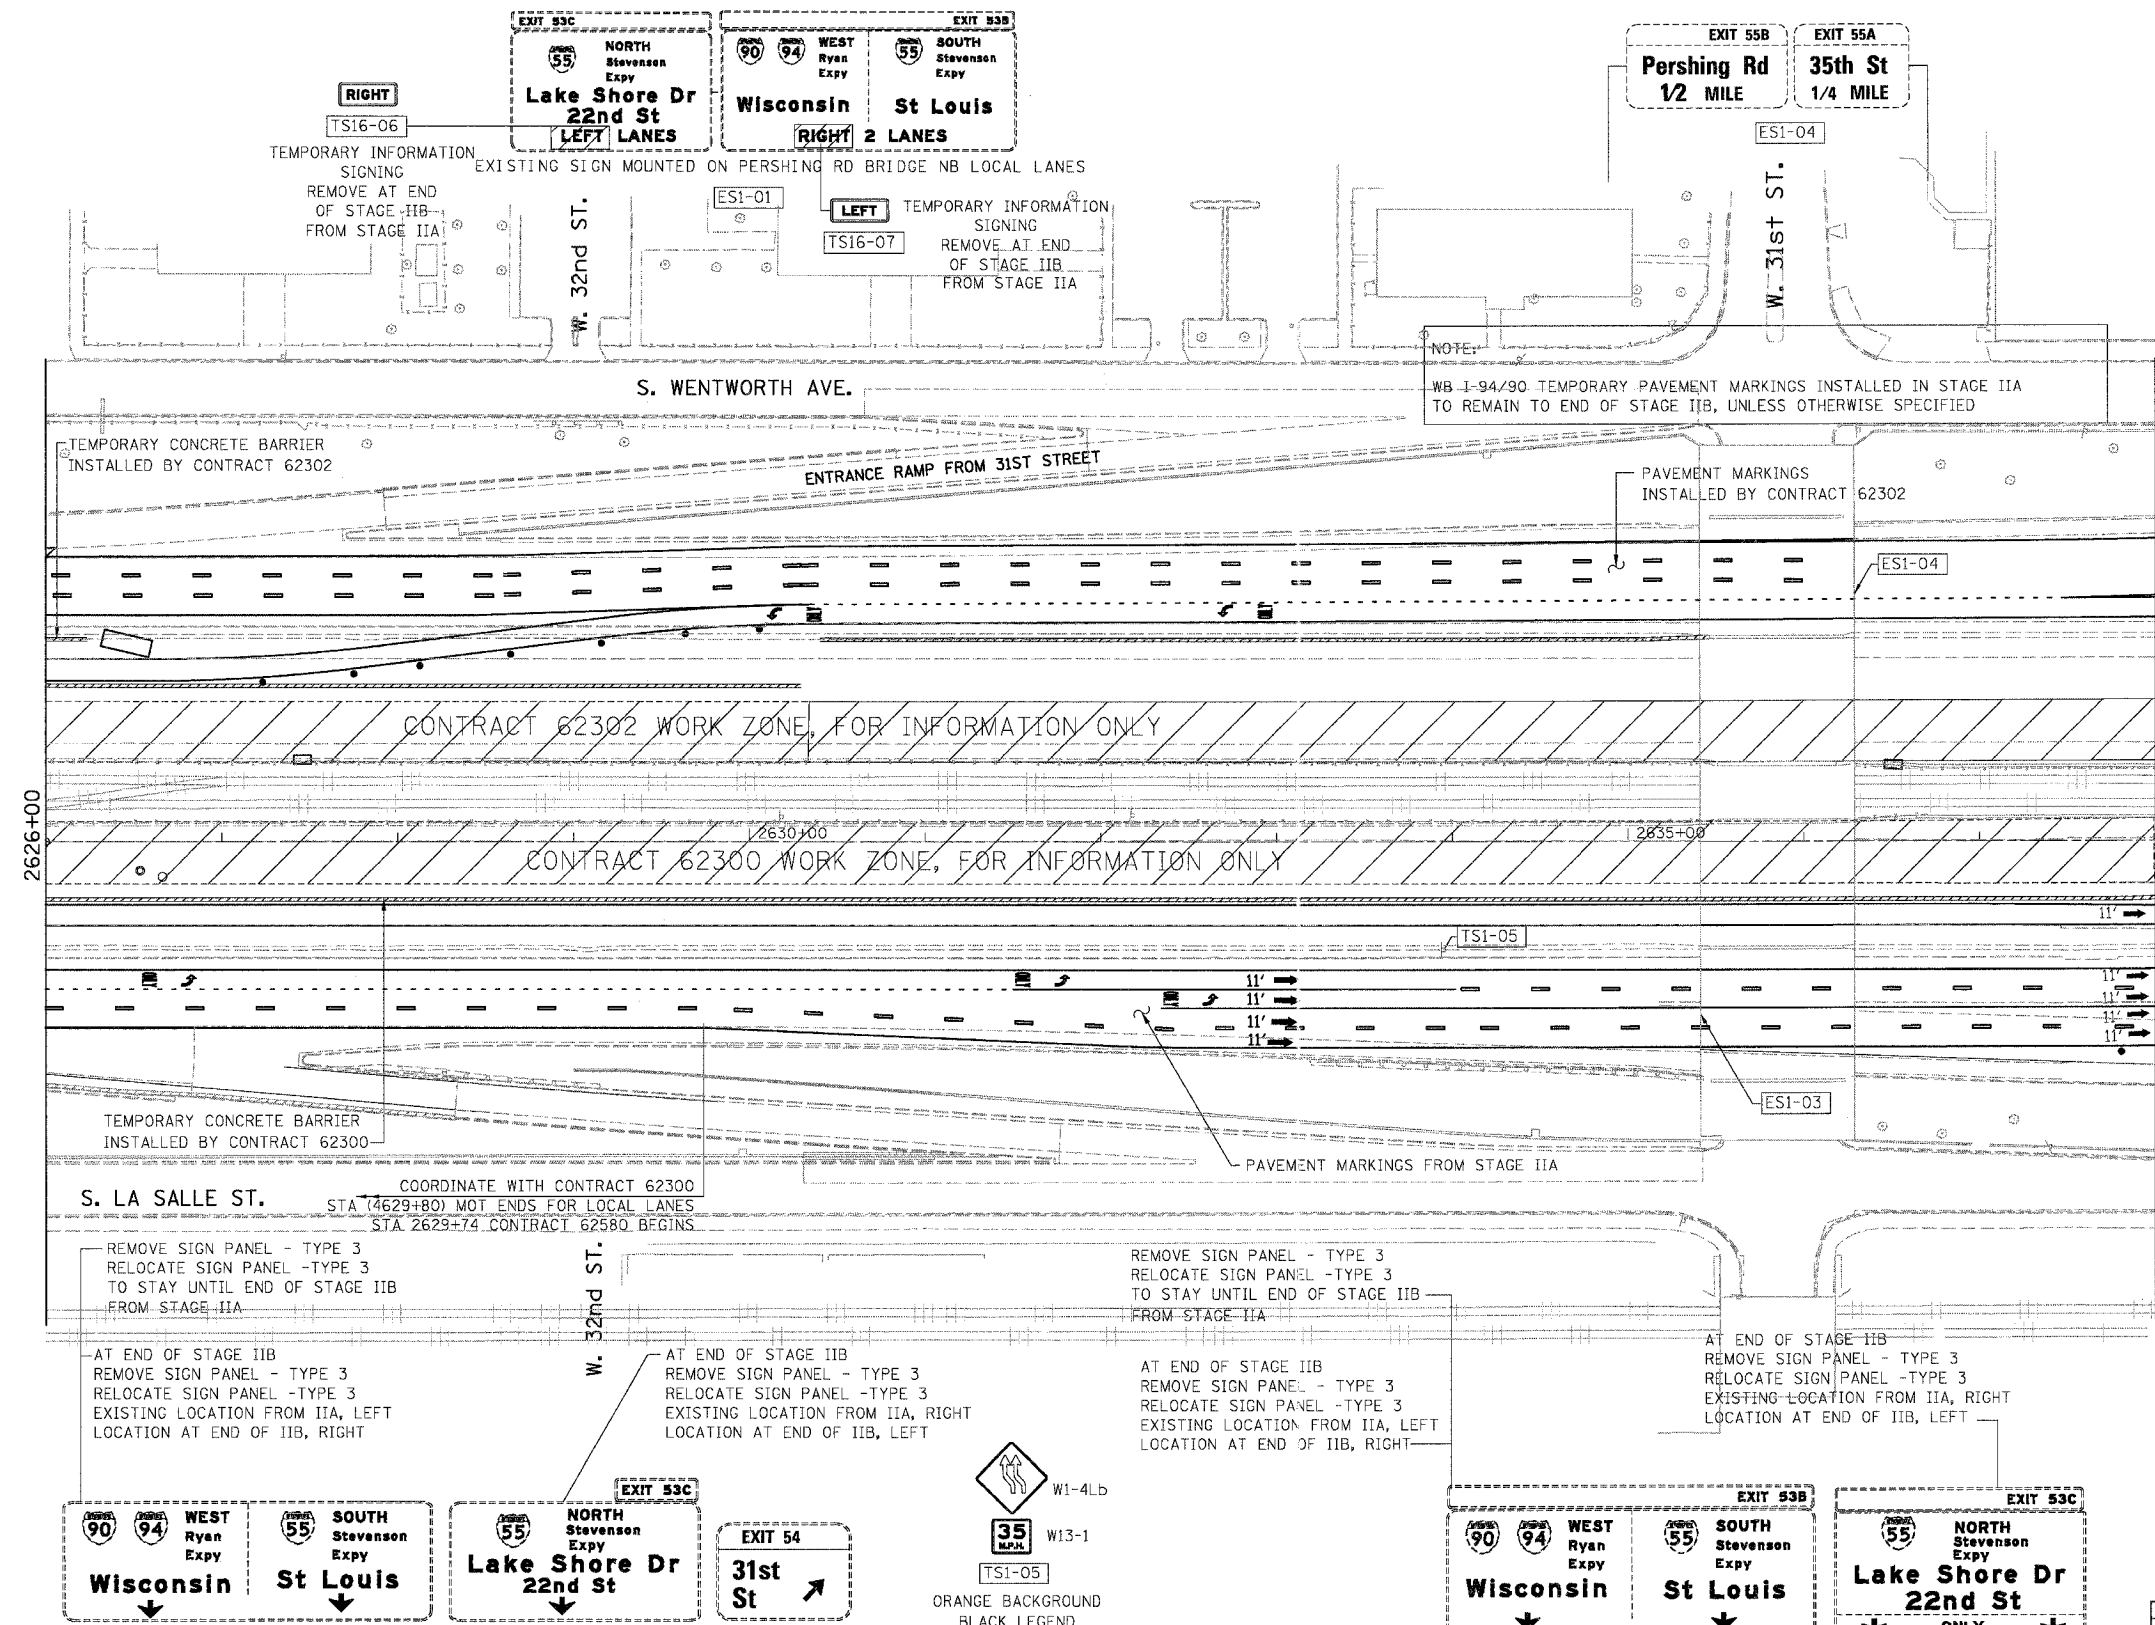 EXIT 53C
55
NORTH
Stevenson
Expy
Lake Shore Dr
22nd St
LEFT LANES
EXIT 53B
90 94 WEST
Ryan
Expy
Wisconsin
55 SOUTH
Stevenson
Expy
St Louis
RIGHT 2 LANES
EXIT 55B
Pershing Rd
1/2 MILE
EXIT 55A
35th St
1/4 MILE
ES1-04
RIGHT
TS16-06
TEMPORARY INFORMATION
SIGNING
REMOVE AT END
OF STAGE IIB
FROM STAGE IIA
EXISTING SIGN MOUNTED ON PERSHING RD BRIDGE NB LOCAL LANES
ES1-01
LEFT
TS16-07
TEMPORARY INFORMATION
SIGNING
REMOVE AT END
OF STAGE IIB
FROM STAGE IIA
W. 32nd ST.
W. 31st ST.
NOTE:
WB I-94/90 TEMPORARY PAVEMENT MARKINGS INSTALLED IN STAGE IIA
TO REMAIN TO END OF STAGE IIB, UNLESS OTHERWISE SPECIFIED
S. WENTWORTH AVE.
TEMPORARY CONCRETE BARRIER
INSTALLED BY CONTRACT 62302
ENTRANCE RAMP FROM 31ST STREET
PAVEMENT MARKINGS
INSTALLED BY CONTRACT 62302
ES1-04
CONTRACT 62302 WORK ZONE, FOR INFORMATION ONLY
2626+00
2630+00
2635+00
CONTRACT 62300 WORK ZONE, FOR INFORMATION ONLY
11'
TS1-05
11'
11'
11'
11'
11'
11'
11'
11'
ES1-03
TEMPORARY CONCRETE BARRIER
INSTALLED BY CONTRACT 62300
PAVEMENT MARKINGS FROM STAGE IIA
S. LA SALLE ST.
COORDINATE WITH CONTRACT 62300
STA (4629+80) MOT ENDS FOR LOCAL LANES
STA 2629+74 CONTRACT 62580 BEGINS
W. 32nd ST.
REMOVE SIGN PANEL - TYPE 3
RELOCATE SIGN PANEL -TYPE 3
TO STAY UNTIL END OF STAGE IIB
FROM STAGE IIA
REMOVE SIGN PANEL - TYPE 3
RELOCATE SIGN PANEL -TYPE 3
TO STAY UNTIL END OF STAGE IIB
FROM STAGE IIA
AT END OF STAGE IIB
REMOVE SIGN PANEL - TYPE 3
RELOCATE SIGN PANEL -TYPE 3
EXISTING LOCATION FROM IIA, LEFT
LOCATION AT END OF IIB, RIGHT
AT END OF STAGE IIB
REMOVE SIGN PANEL - TYPE 3
RELOCATE SIGN PANEL -TYPE 3
EXISTING LOCATION FROM IIA, RIGHT
LOCATION AT END OF IIB, LEFT
AT END OF STAGE IIB
REMOVE SIGN PANEL - TYPE 3
RELOCATE SIGN PANEL -TYPE 3
EXISTING LOCATION FROM IIA, LEFT
LOCATION AT END OF IIB, RIGHT
AT END OF STAGE IIB
REMOVE SIGN PANEL - TYPE 3
RELOCATE SIGN PANEL -TYPE 3
EXISTING LOCATION FROM IIA, RIGHT
LOCATION AT END OF IIB, LEFT
90 94 WEST
Ryan
Expy
Wisconsin
55 SOUTH
Stevenson
Expy
St Louis
EXIT 53C
55 NORTH
Stevenson
Expy
Lake Shore Dr
22nd St
EXIT 54
31st
St
W1-4Lb
35
M.P.H.
W13-1
TS1-05
ORANGE BACKGROUND
BLACK LEGEND
EXIT 53B
90 94 WEST
Ryan
Expy
Wisconsin
55 SOUTH
Stevenson
Expy
St Louis
EXIT 53C
55 NORTH
Stevenson
Expy
Lake Shore Dr
22nd St
ONLY